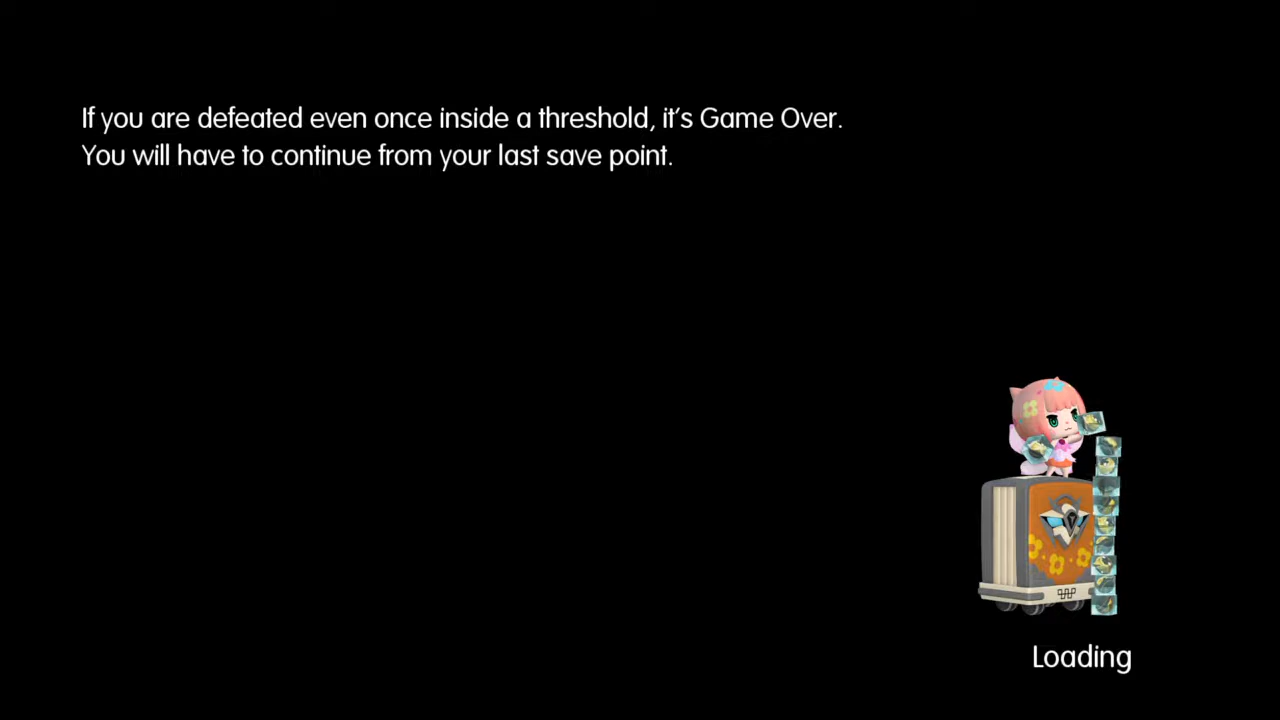 If you are defeated even once inside a threshold, it's Game Over.
You will have to continue from your last save point.
Loading